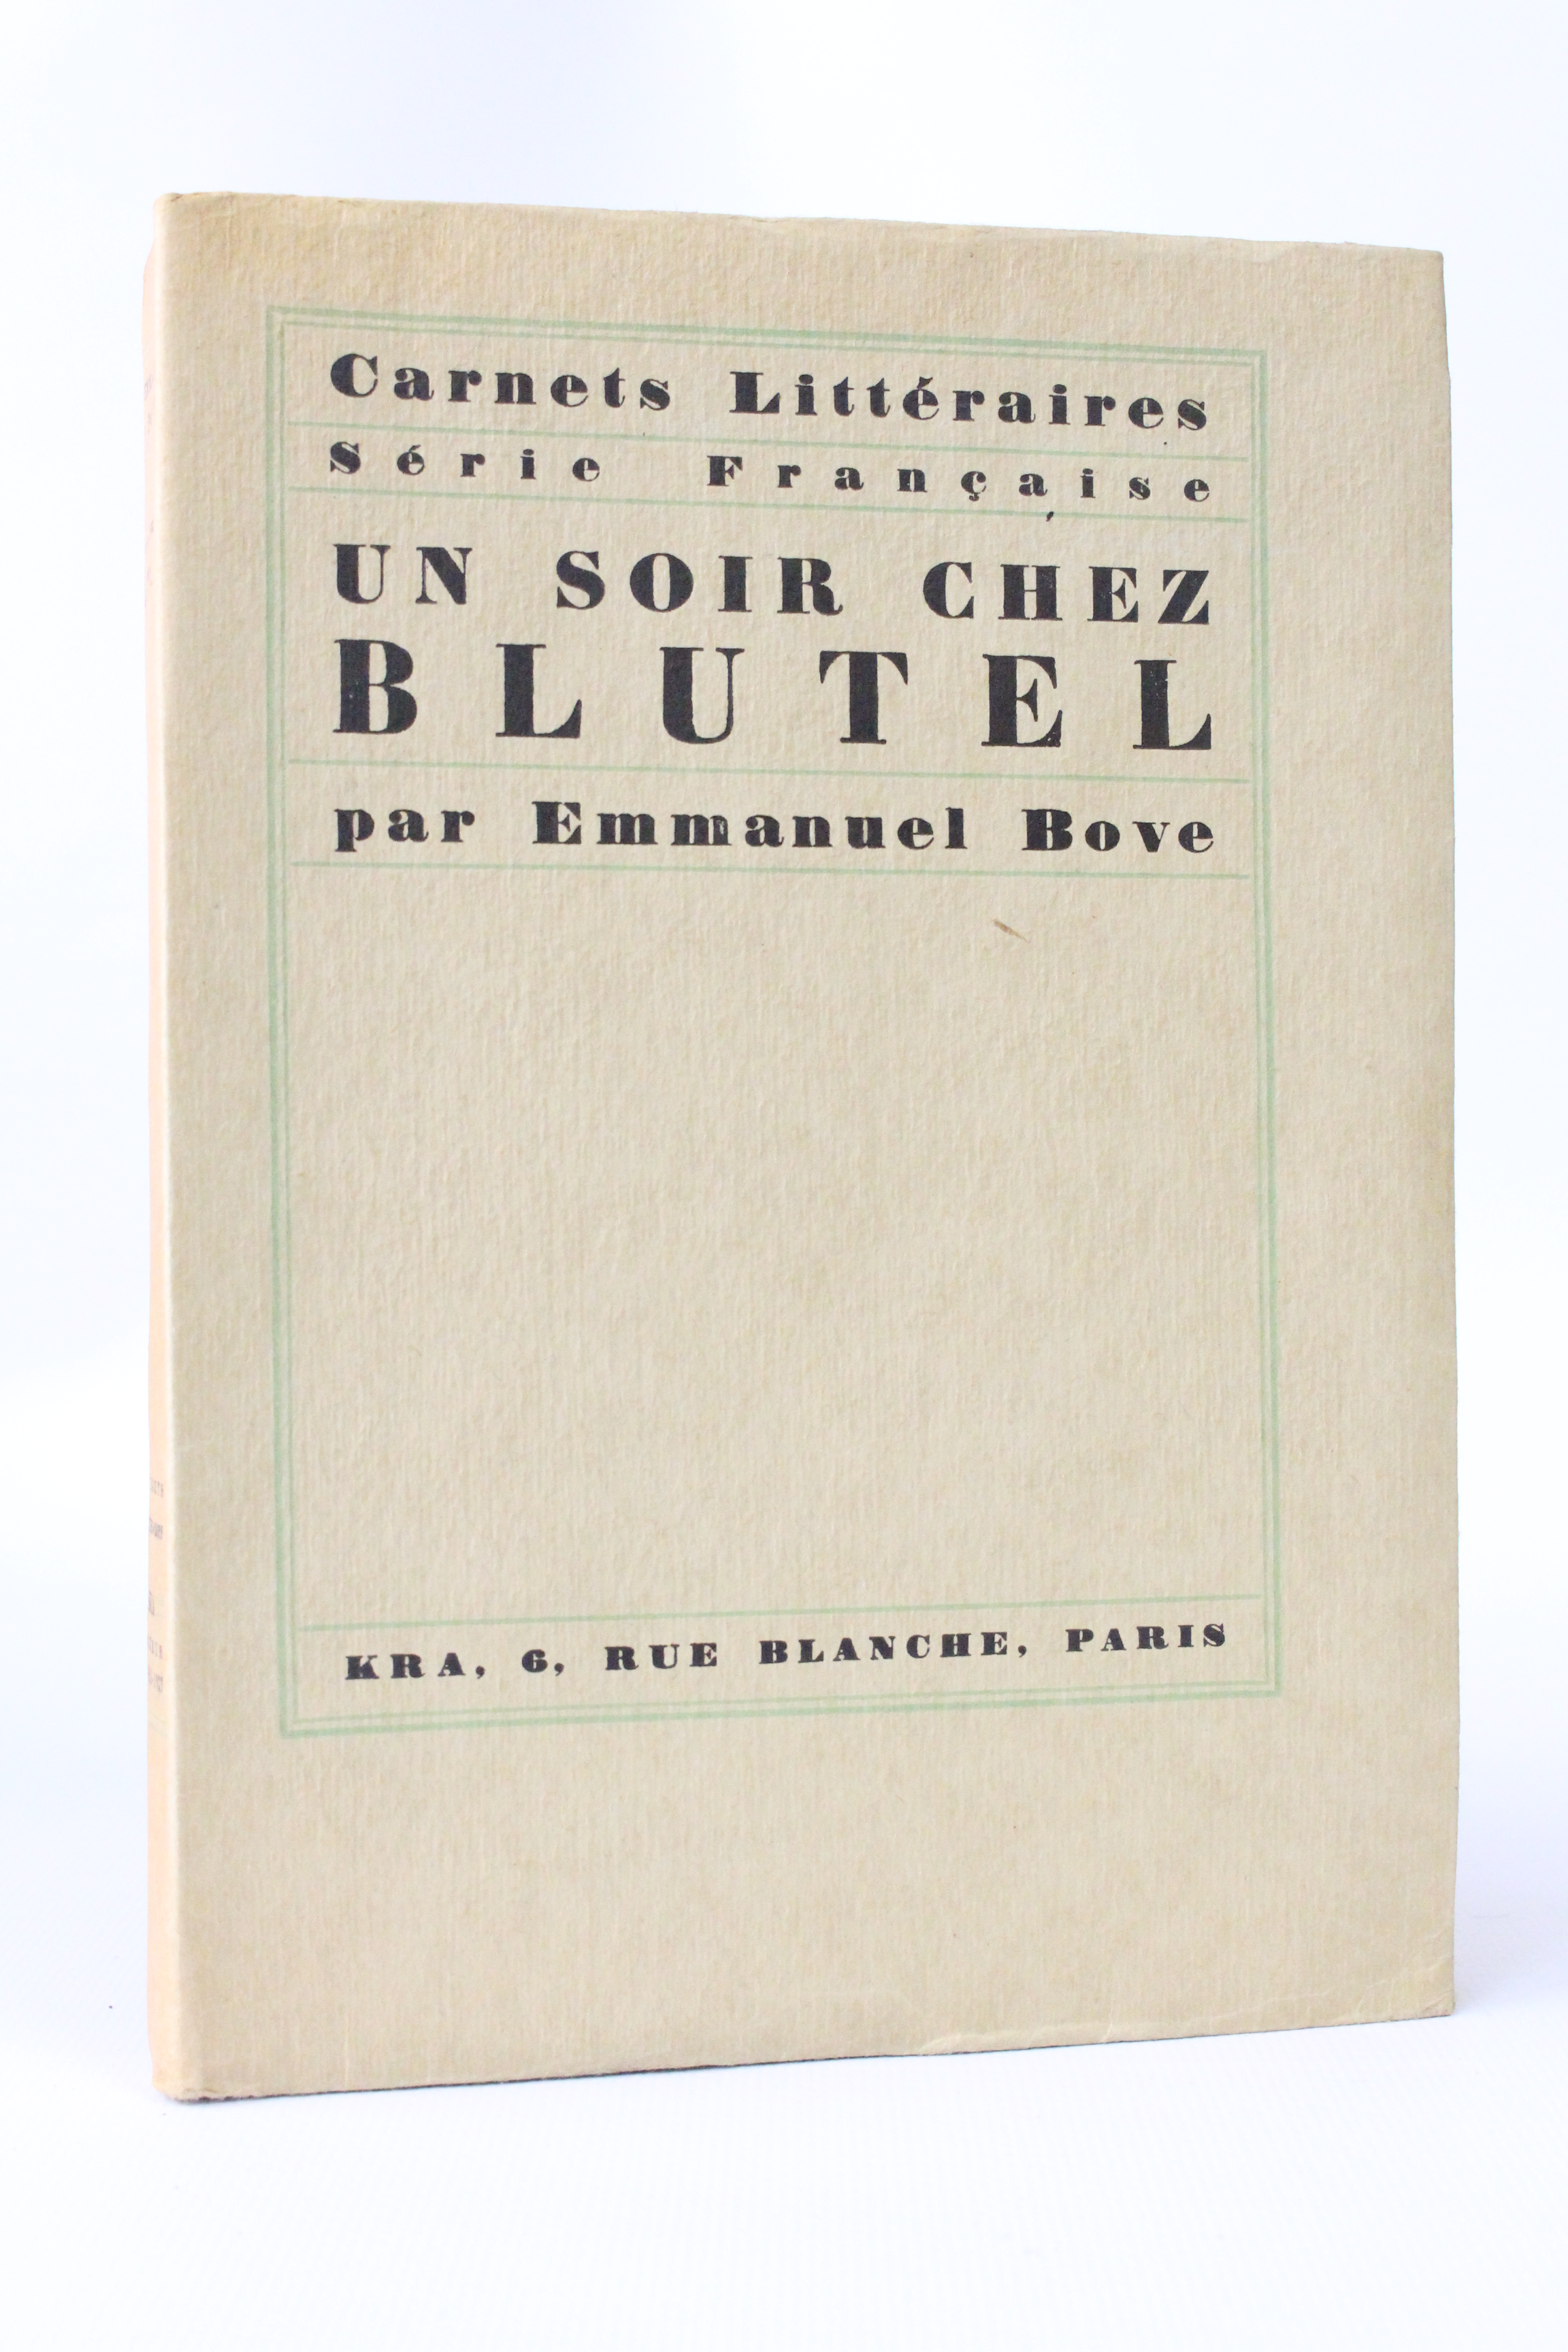 Carnets Littéraires
Série Française
UN SOIR CHEZ
BLUTEL
par Emmanuel Bove
KRA, 6, RUE BLANCHE, PARIS